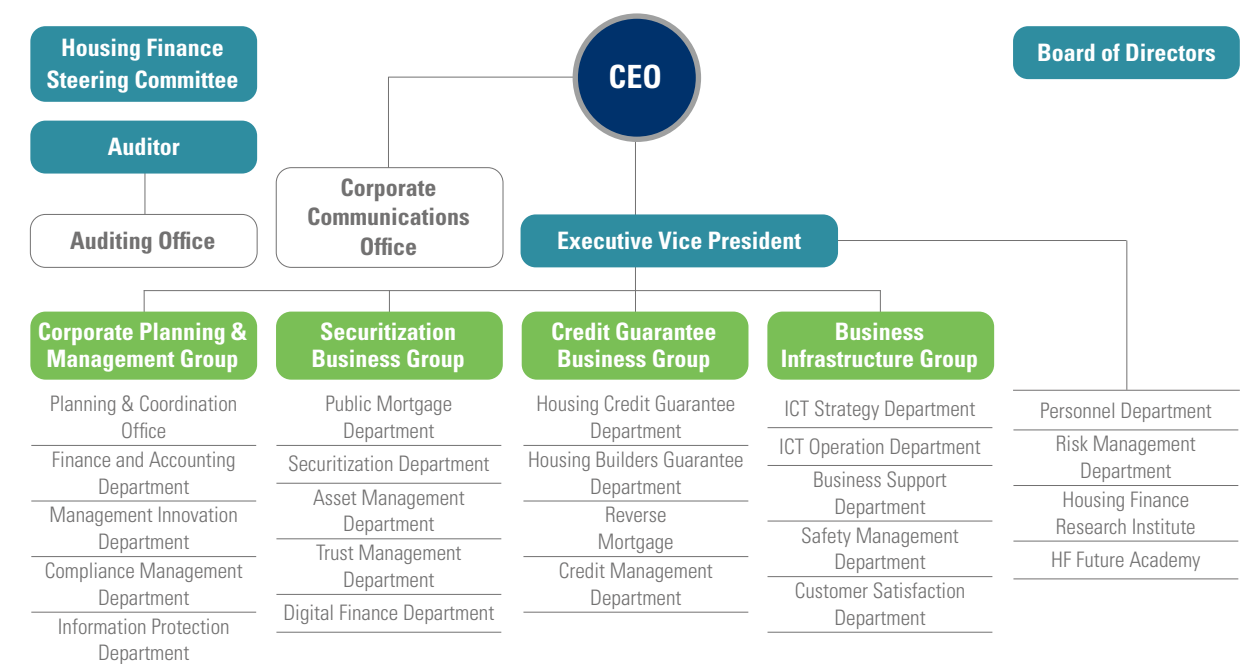 Housing Finance
Steering Committee
CEO
Board of Directors
Auditor
Auditing Office
Corporate
Communications
Office
Executive Vice President
Corporate Planning &
Management Group
Planning & Coordination
Office
Finance and Accounting
Department
Management Innovation
Department
Compliance Management
Department
Information Protection
Department
Securitization
Business Group
Public Mortgage
Department
Securitization Department
Asset Management
Department
Trust Management
Department
Digital Finance Department
Credit Guarantee
Business Group
Housing Credit Guarantee
Department
Housing Builders Guarantee
Department
Reverse
Mortgage
Credit Management
Department
Business
Infrastructure Group
ICT Strategy Department
ICT Operation Department
Business Support
Department
Safety Management
Department
Customer Satisfaction
Department
Personnel Department
Risk Management
Department
Housing Finance
Research Institute
HF Future Academy